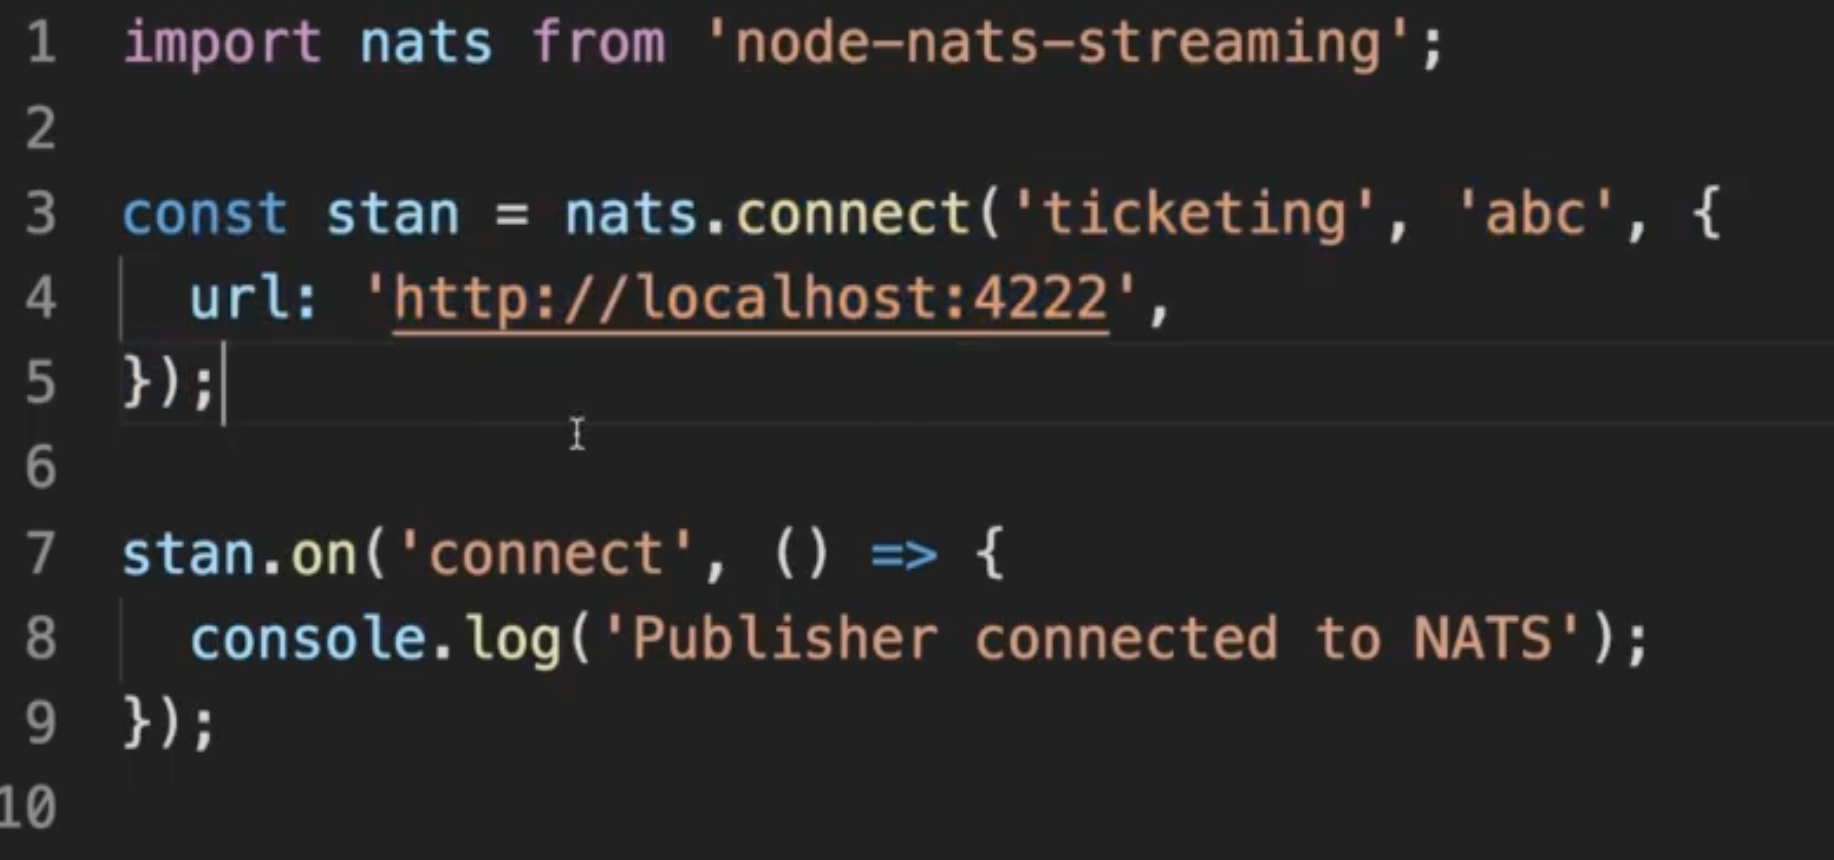 1 import nats from 'node-nats-streaming';
2
3 const stan = nats.connect('ticketing', 'abc', {
4   url: 'http://localhost:4222',
5 });
6
7 stan.on('connect', () => {
8   console.log('Publisher connected to NATS');
9 });
10